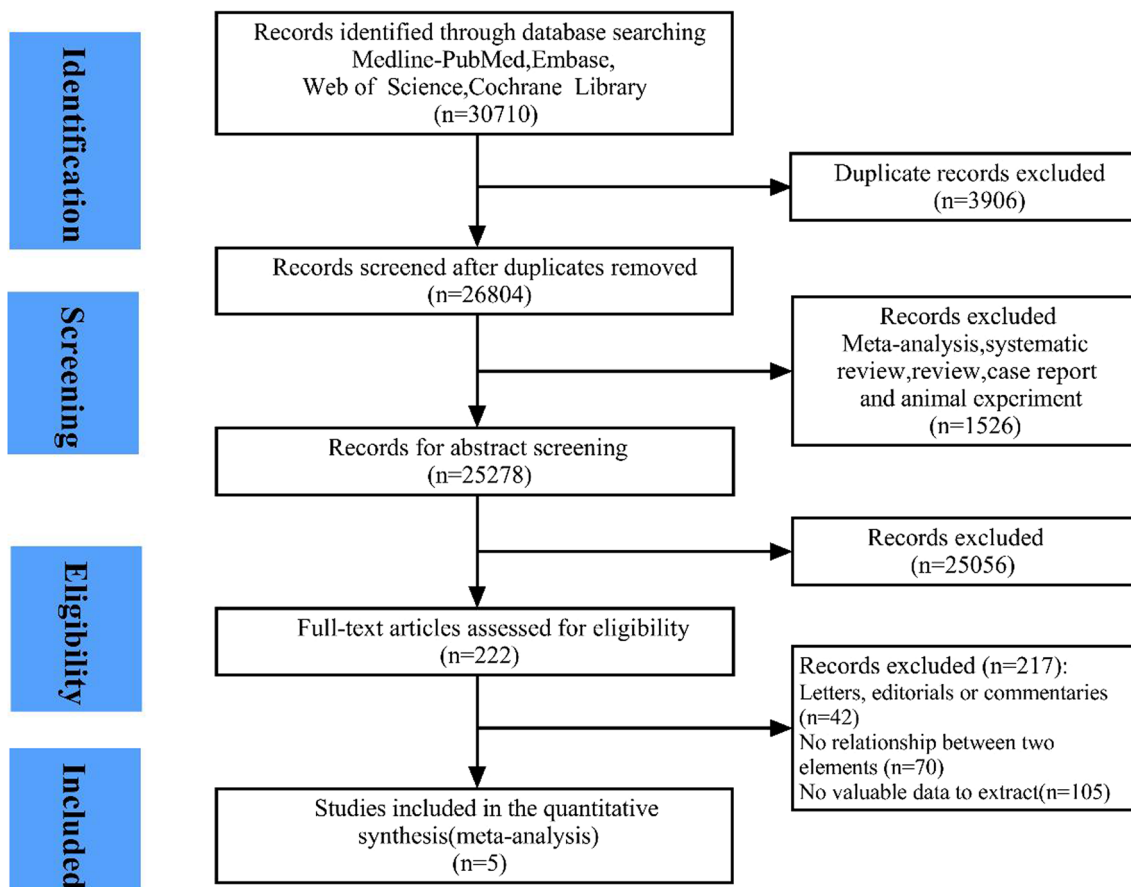 Identification
Records identified through database searching
Medline-PubMed,Embase,
Web of Science,Cochrane Library
(n=30710)
Duplicate records excluded
(n=3906)
Records screened after duplicates removed
(n=26804)
Screening
Records excluded
Meta-analysis,systematic
review,review,case report
and animal experiment
(n=1526)
Records for abstract screening
(n=25278)
Records excluded
(n=25056)
Eligibility
Full-text articles assessed for eligibility
(n=222)
Records excluded (n=217):
Letters, editorials or commentaries
(n=42)
No relationship between two
elements (n=70)
No valuable data to extract(n=105)
Included
Studies included in the quantitative
synthesis(meta-analysis)
(n=5)